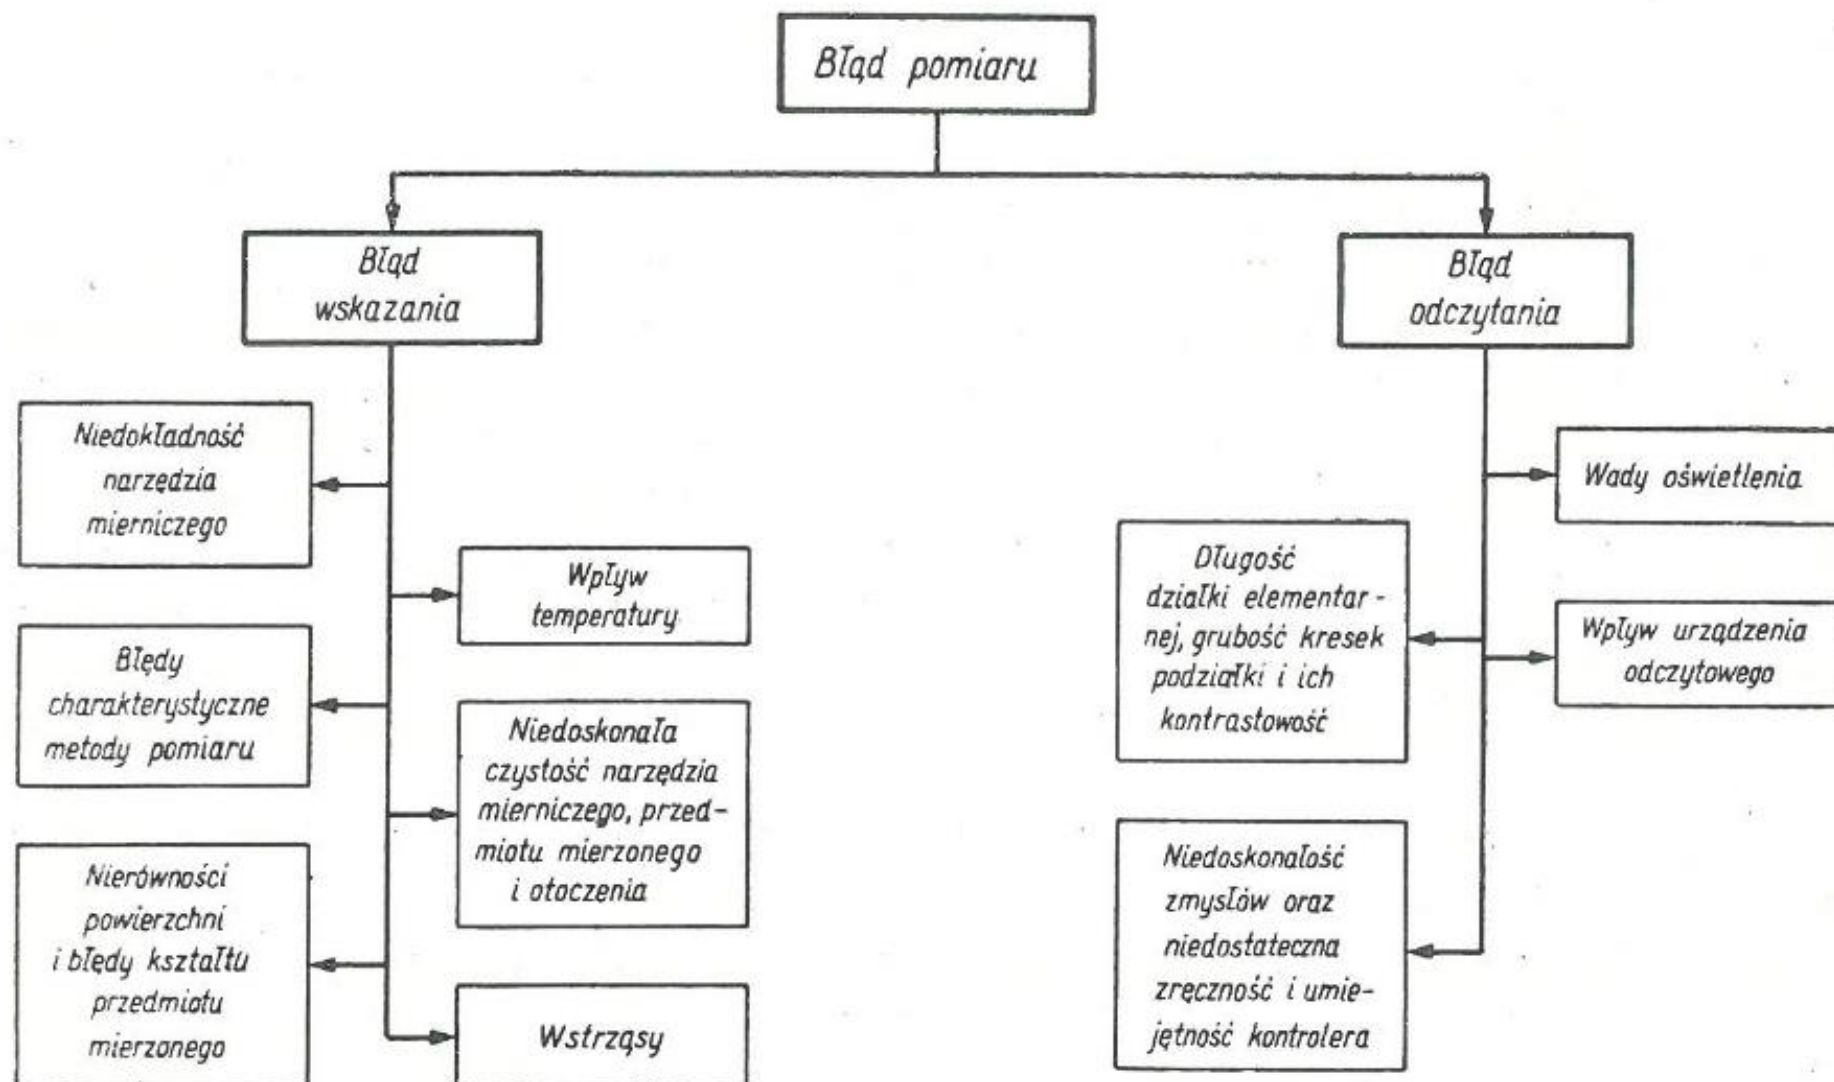 Błąd pomiaru
Błąd
wskazania
Niedokładność
narzędzia
mierniczego
Wpływ
temperatury
Błędy
charakterystyczne
metody pomiaru
Niedoskonała
czystość narzędzia
mierniczego, przed-
miotu mierzonego
i otoczenia
Nierówności
powierzchni
i błędy kształtu
przedmiotu
mierzonego
Wstrząsy
Błąd
odczytania
Wady oświetlenia
Długość
działki elementar-
nej, grubość kresek
podziałki i ich
kontrastowość
Wpływ urządzenia
odczytowego
Niedoskonałość
zmysłów oraz
niedostateczna
zręczność i umie-
jętność kontrolera